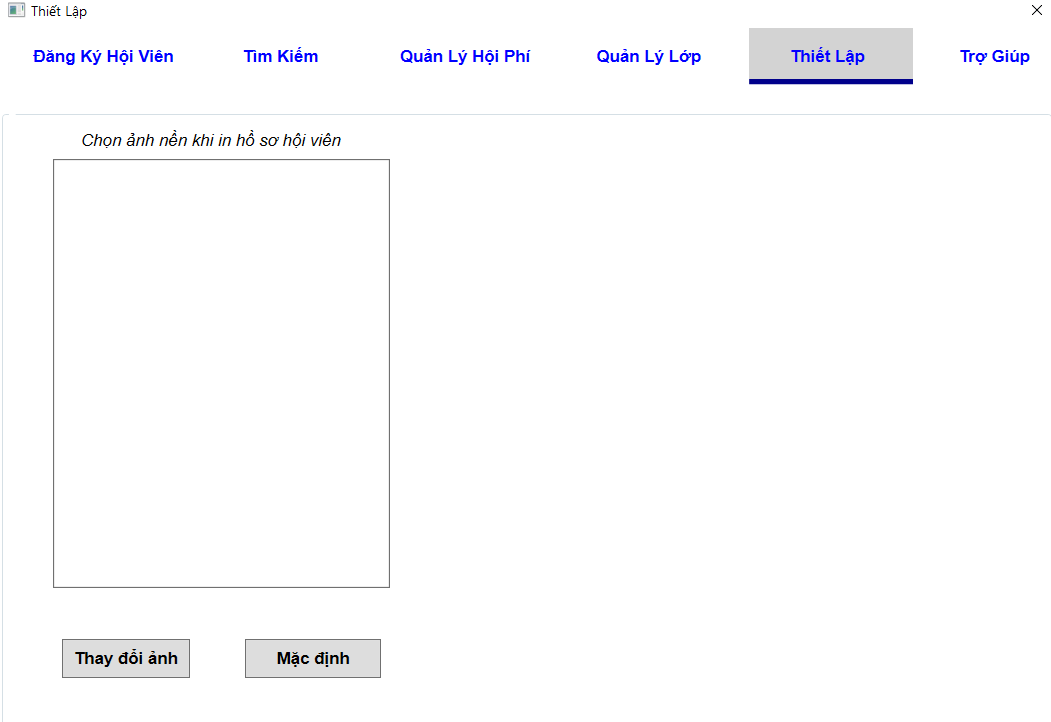 Thiết Lập
Đăng Ký Hội Viên Tìm Kiếm Quản Lý Hội Phí Quản Lý Lớp Thiết Lập Trợ Giúp
Chọn ảnh nền khi in hồ sơ hội viên
Thay đổi ảnh Mặc định